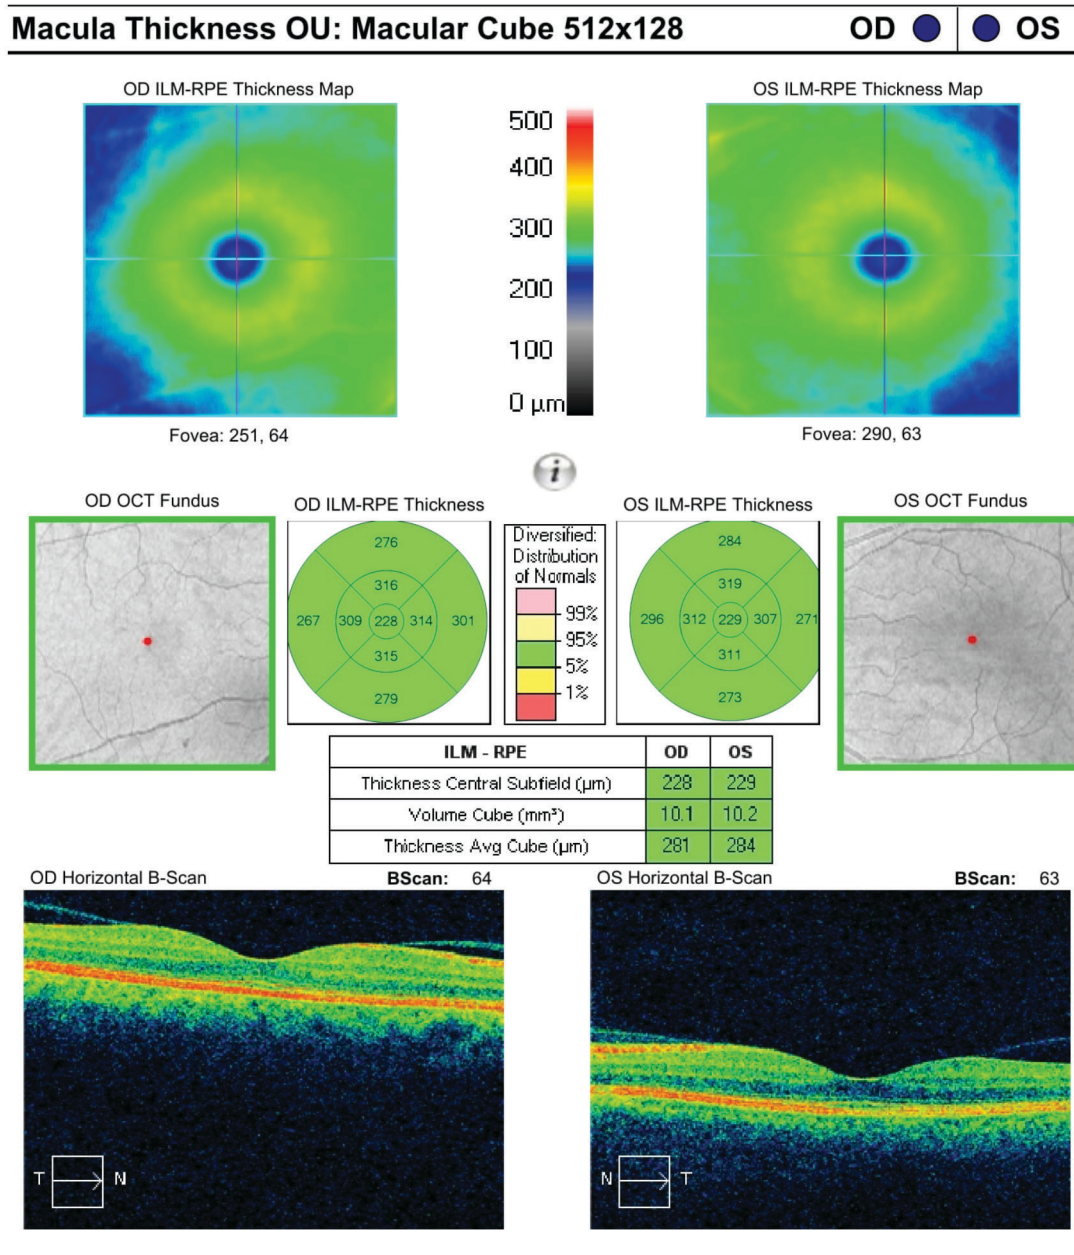 Macula Thickness OU: Macular Cube 512x128
OD
OS
OD ILM-RPE Thickness Map
OS ILM-RPE Thickness Map
500
400
300
200
100
0 μm
Fovea: 251, 64
Fovea: 290, 63
i
OD OCT Fundus
OD ILM-RPE Thickness
OS ILM-RPE Thickness
OS OCT Fundus
276
316
267 309 228 314 301
315
279
Diversified:
Distribution
of Normals
99%
95%
5%
1%
284
319
296 312 229 307 271
311
273
ILM - RPE OD OS
Thickness Central Subfield (μm) 228 229
Volume Cube (mm³) 10.1 10.2
Thickness Avg Cube (μm) 281 284
OD Horizontal B-Scan BScan: 64
OS Horizontal B-Scan BScan: 63
T N
N T